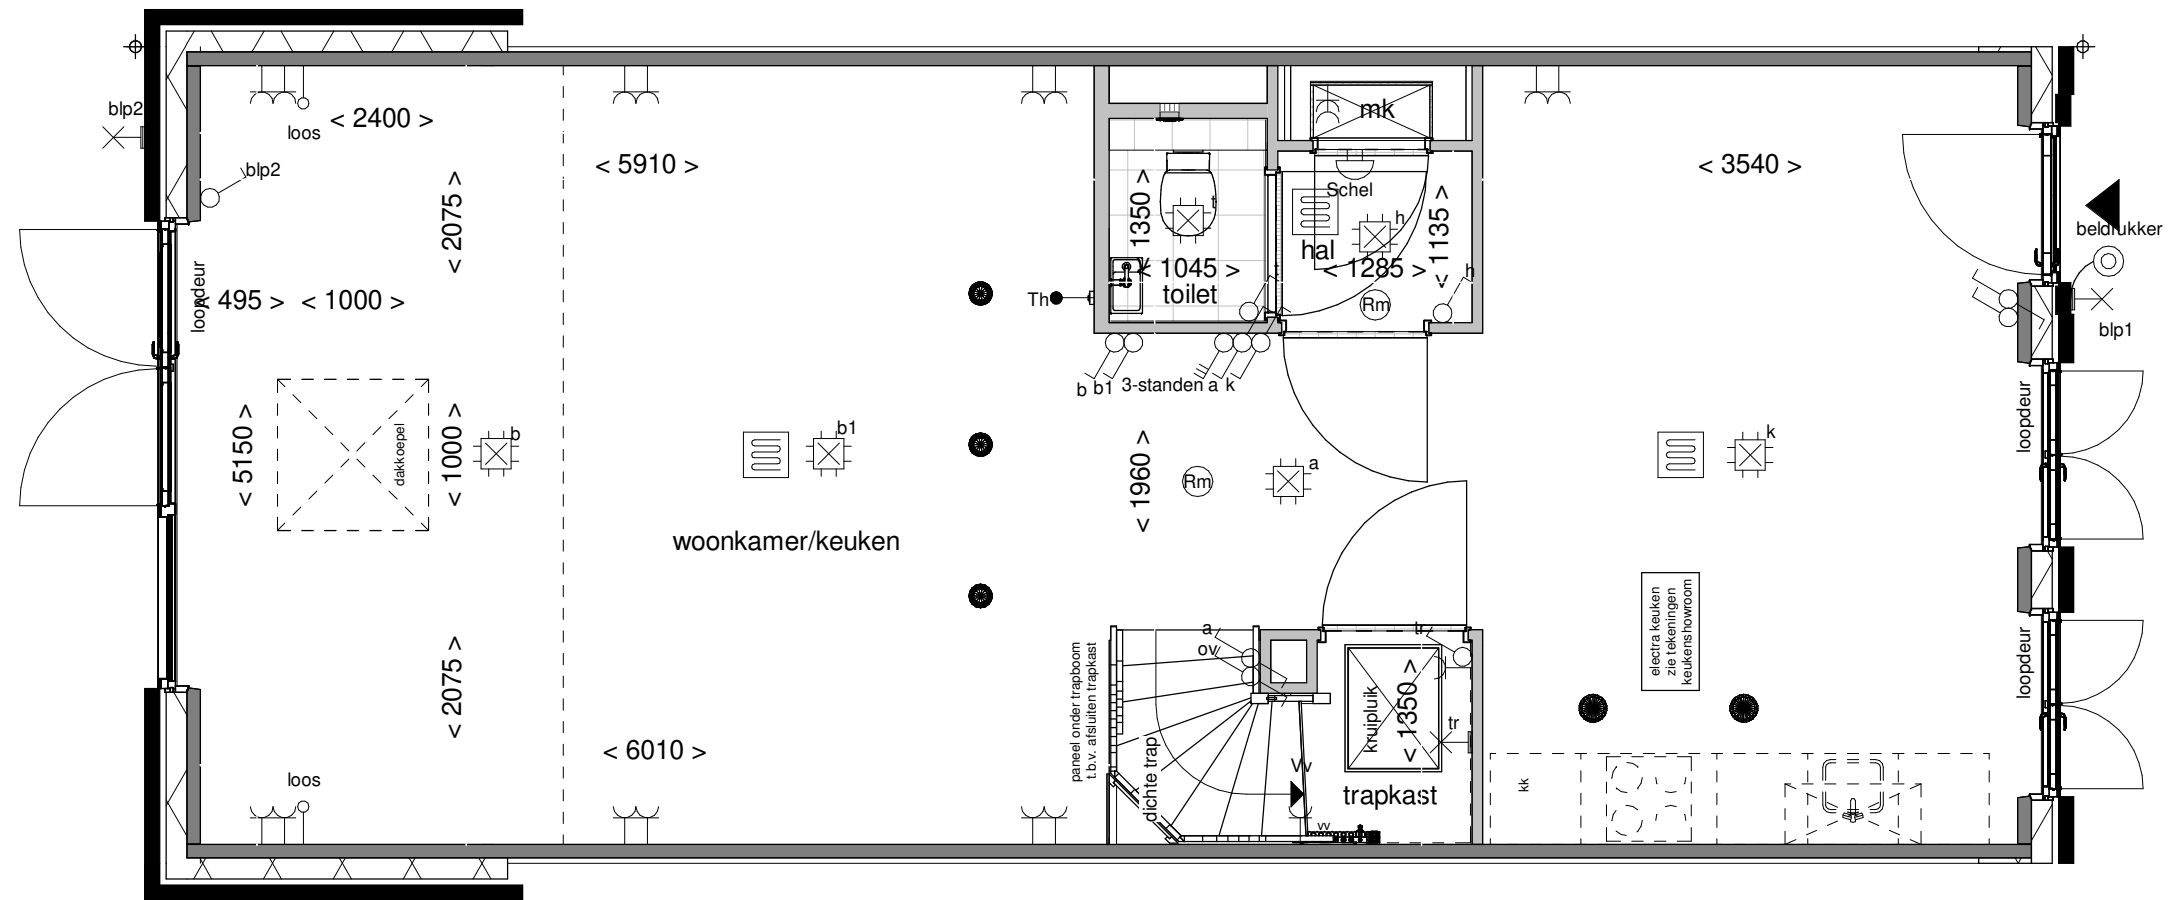 blp2
loos
< 2400 >
mk
< 5910 >
< 3540 >
blp2
< 2075 >
< 1350 >
t
Schel
h
hal
< 1135 >
beldrukker
loopdeur
495 >
< 1000 >
Th
< 1045 >
toilet
t
< 1285 >
h
Rm
blp1
b
b1
3-standen
a
k
loopdeur
< 5150 >
dakkoepel
< 1000 >
b
b1
< 1960 >
Rm
a
k
woonkamer/keuken
electra keuken
zie tekeningen
keukenshowroom
loopdeur
< 2075 >
a
ov
tr
paneel onder trapboom
t.b.v. afsluiten trapkast
kruipluik
< 1350 >
tr
< 6010 >
dichte trap
Vv
loos
trapkast
kk
vv